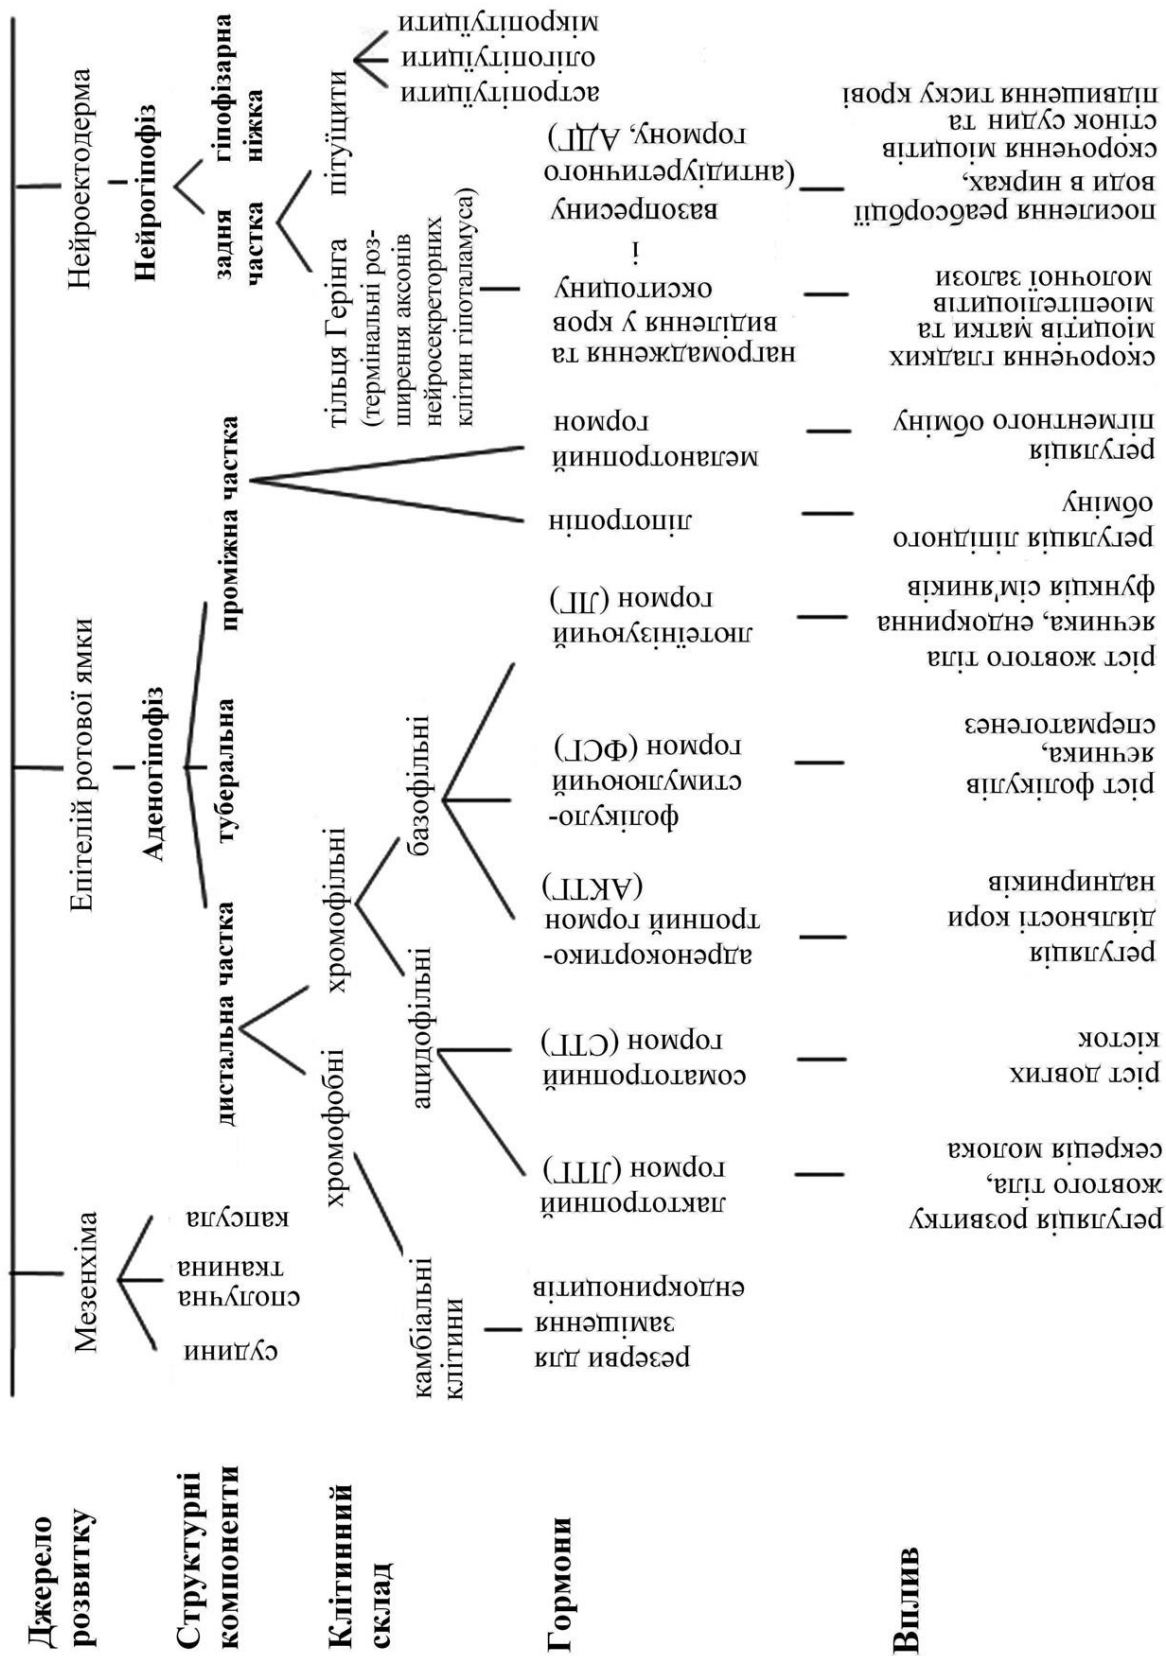 Джерело
розвитку
Мезенхіма
Епітелій ротової ямки
Нейроектодерма
Структурні
компоненти
судини
сполучна
тканина
капсула
Аденогіпофіз
Нейрогіпофіз
дистальна частка
туберальна
проміжна частка
задня
частка
гіпофізарна
ніжка
Клітинний
склад
хромофобні
хромофільні
тільця Герінга
(термінальні роз-
ширення аксонів
нейросекреторних
клітин гіпоталамуса)
пітуїцити
камбіальні
клітини
ацидофільні
базофільні
астропітуїцити
олігопітуїцити
мікропітуїцити
Гормони
резерви для
заміщення
ендокриноцитів
лактотропний
гормон (ЛТГ)
соматотропний
гормон (СТГ)
адренокортико-
тропний гормон
(АКТГ)
фолікуло-
стимулюючий
гормон (ФСГ)
лютеїнізуючий
гормон (ЛГ)
ліпотропін
меланотропний
гормон
нагромадження та
виділення у кров
окситоцину
і
вазопресину
(антидіуретичного
гормону, АДГ)
Вплив
регуляція розвитку
жовтого тіла,
секреція молока
ріст довгих
кісток
регуляція
діяльності кори
наднирників
ріст фолікулів
яєчника,
сперматогенез
ріст жовтого тіла
яєчника, ендокринна
функція сім'яників
регуляція ліпідного
обміну
регуляція
пігментного обміну
скорочення гладких
міоцитів матки та
міоепітеліоцитів
молочної залози
посилення реабсорбції
води в нирках,
скорочення міоцитів
стінок судин та
підвищення тиску крові